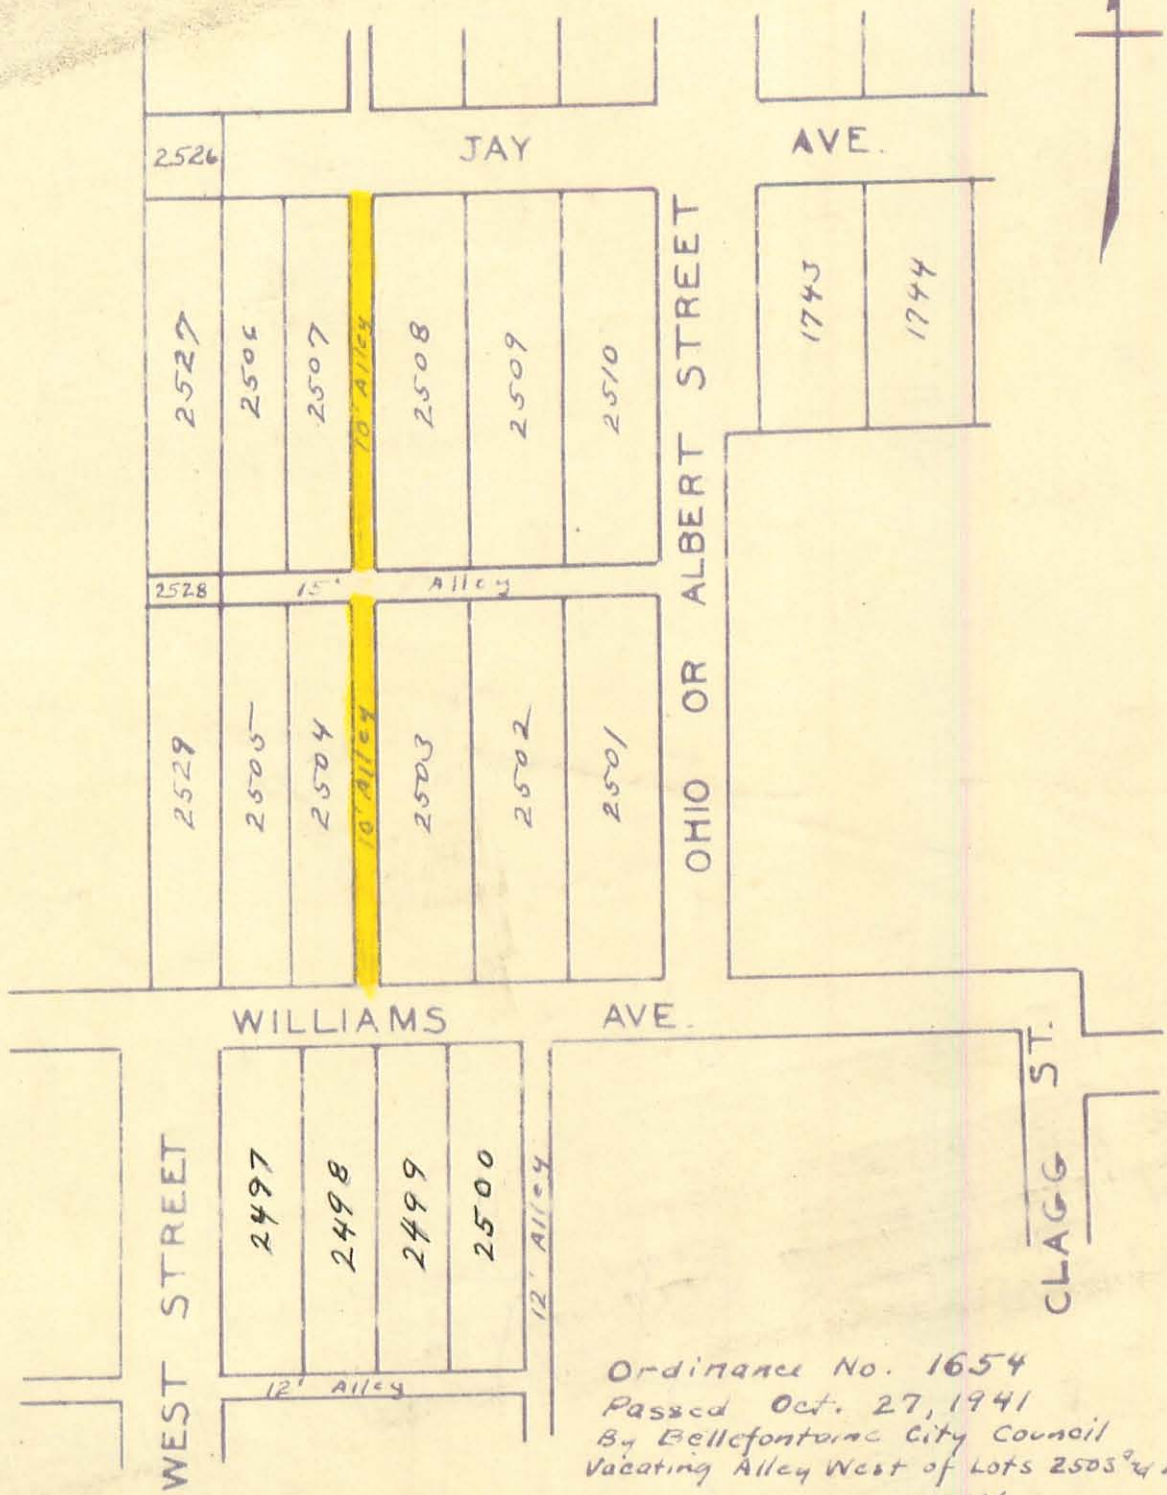 2526
JAY AVE.
2527
2506
2507
10' Alley
2508
2509
2510
1743
1744
OHIO OR ALBERT STREET
2528
15' Alley
2529
2505
2504
10' Alley
2503
2502
2501
WILLIAMS AVE.
WEST STREET
2497
2498
2499
2500
12' Alley
12' Alley
CLAGG ST.
Ordinance No. 1654
Passed Oct. 27, 1941
By Bellefontaine City Council
Vacating Alley West of Lots 2503